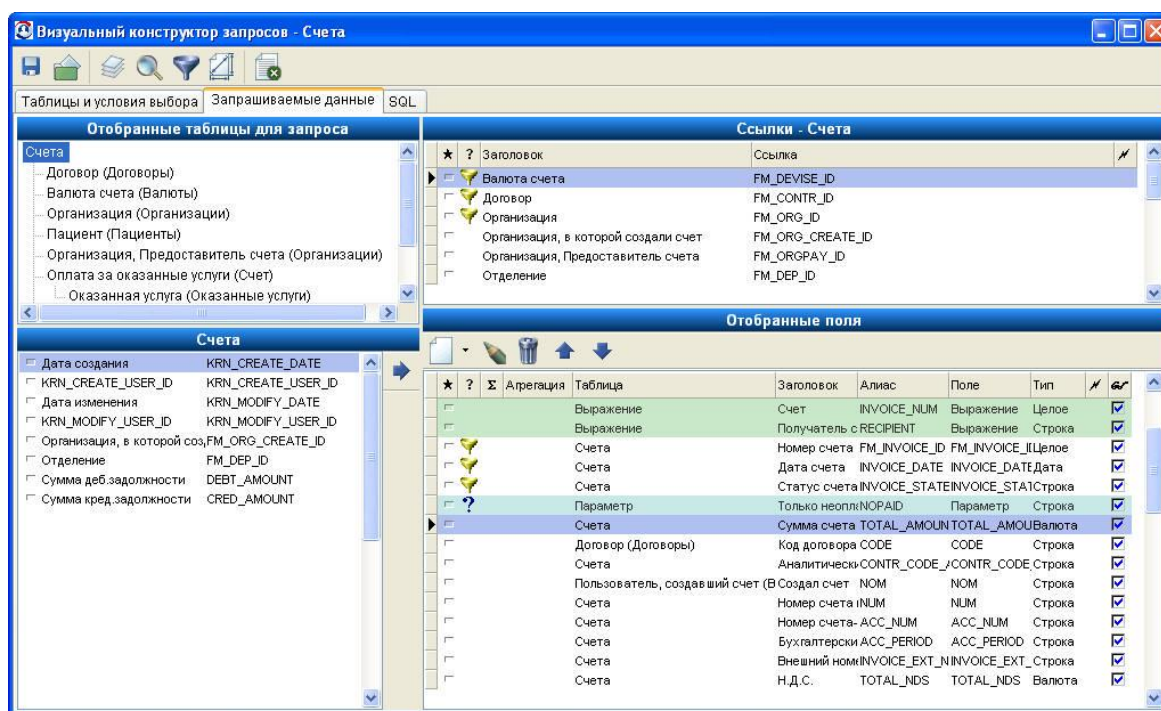 Визуальный конструктор запросов - Счета
Таблицы и условия выбора Запрашиваемые данные SQL
Отобранные таблицы для запроса
Счета
Договор (Договоры)
Валюта счета (Валюты)
Организация (Организации)
Пациент (Пациенты)
Организация, Предоставитель счета (Организации)
Оплата за оказанные услуги (Счет)
Оказанная услуга (Оказанные услуги)
Ссылки - Счета
★ ? Заголовок Ссылка
Валюта счета FM_DEVISE_ID
Договор FM_CONTR_ID
Организация FM_ORG_ID
Организация, в которой создали счет FM_ORG_CREATE_ID
Организация, Предоставитель счета FM_ORGPAY_ID
Отделение FM_DEP_ID
Счета
Дата создания KRN_CREATE_DATE
KRN_CREATE_USER_ID KRN_CREATE_USER_ID
Дата изменения KRN_MODIFY_DATE
KRN_MODIFY_USER_ID KRN_MODIFY_USER_ID
Организация, в которой соз FM_ORG_CREATE_ID
Отделение FM_DEP_ID
Сумма деб.задолжности DEBT_AMOUNT
Сумма кред.задолжности CRED_AMOUNT
Отобранные поля
★ ? Σ Агрегация Таблица Заголовок Алиас Поле Тип
Выражение Счет INVOICE_NUM Выражение Целое
Выражение Получатель с RECIPIENT Выражение Строка
Счета Номер счета FM_INVOICE_ID FM_INVOICE_I Целое
Счета Дата счета INVOICE_DATE INVOICE_DATE Дата
Счета Статус счета INVOICE_STATE INVOICE_STAT Строка
? Параметр Только неопл NOPAID Параметр Строка
Счета Сумма счета TOTAL_AMOUN TOTAL_AMOU Валюта
Договор (Договоры) Код договора CODE CODE Строка
Счета Аналитически CONTR_CODE_ CONTR_CODE Строка
Пользователь, создавший счет (В Создал счет NOM NOM Строка
Счета Номер счета NUM NUM Строка
Счета Номер счета- ACC_NUM ACC_NUM Строка
Счета Бухгалтерски ACC_PERIOD ACC_PERIOD Строка
Счета Внешний ном INVOICE_EXT_N INVOICE_EXT_ Строка
Счета Н.Д.С. TOTAL_NDS TOTAL_NDS Валюта